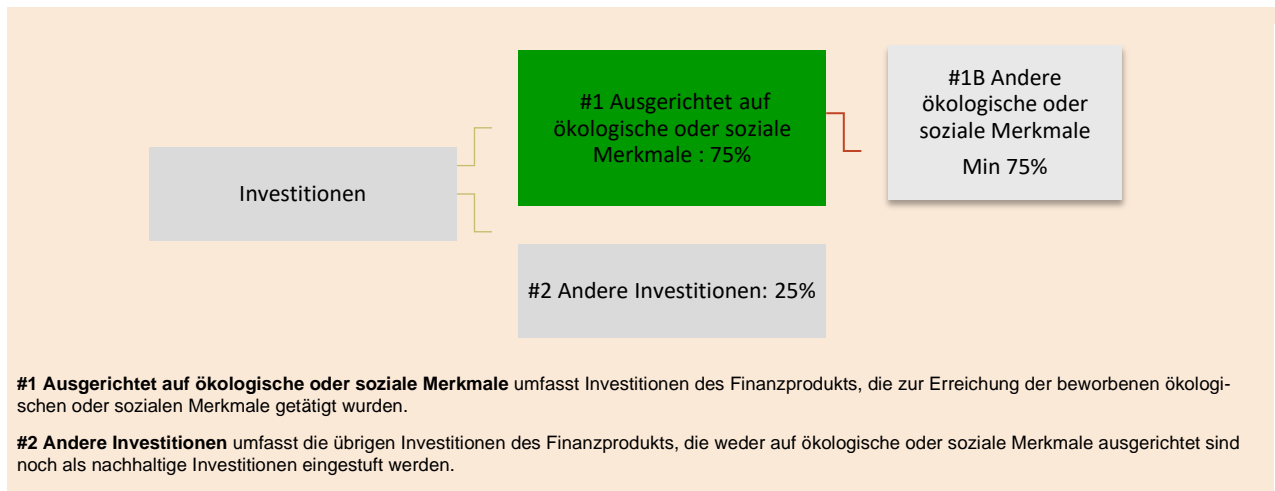 Investitionen
#1 Ausgerichtet auf
ökologische oder soziale
Merkmale : 75%
#1B Andere
ökologische oder
soziale Merkmale
Min 75%
#2 Andere Investitionen: 25%
#1 Ausgerichtet auf ökologische oder soziale Merkmale umfasst Investitionen des Finanzprodukts, die zur Erreichung der beworbenen ökologi-
schen oder sozialen Merkmale getätigt wurden.
#2 Andere Investitionen umfasst die übrigen Investitionen des Finanzprodukts, die weder auf ökologische oder soziale Merkmale ausgerichtet sind
noch als nachhaltige Investitionen eingestuft werden.